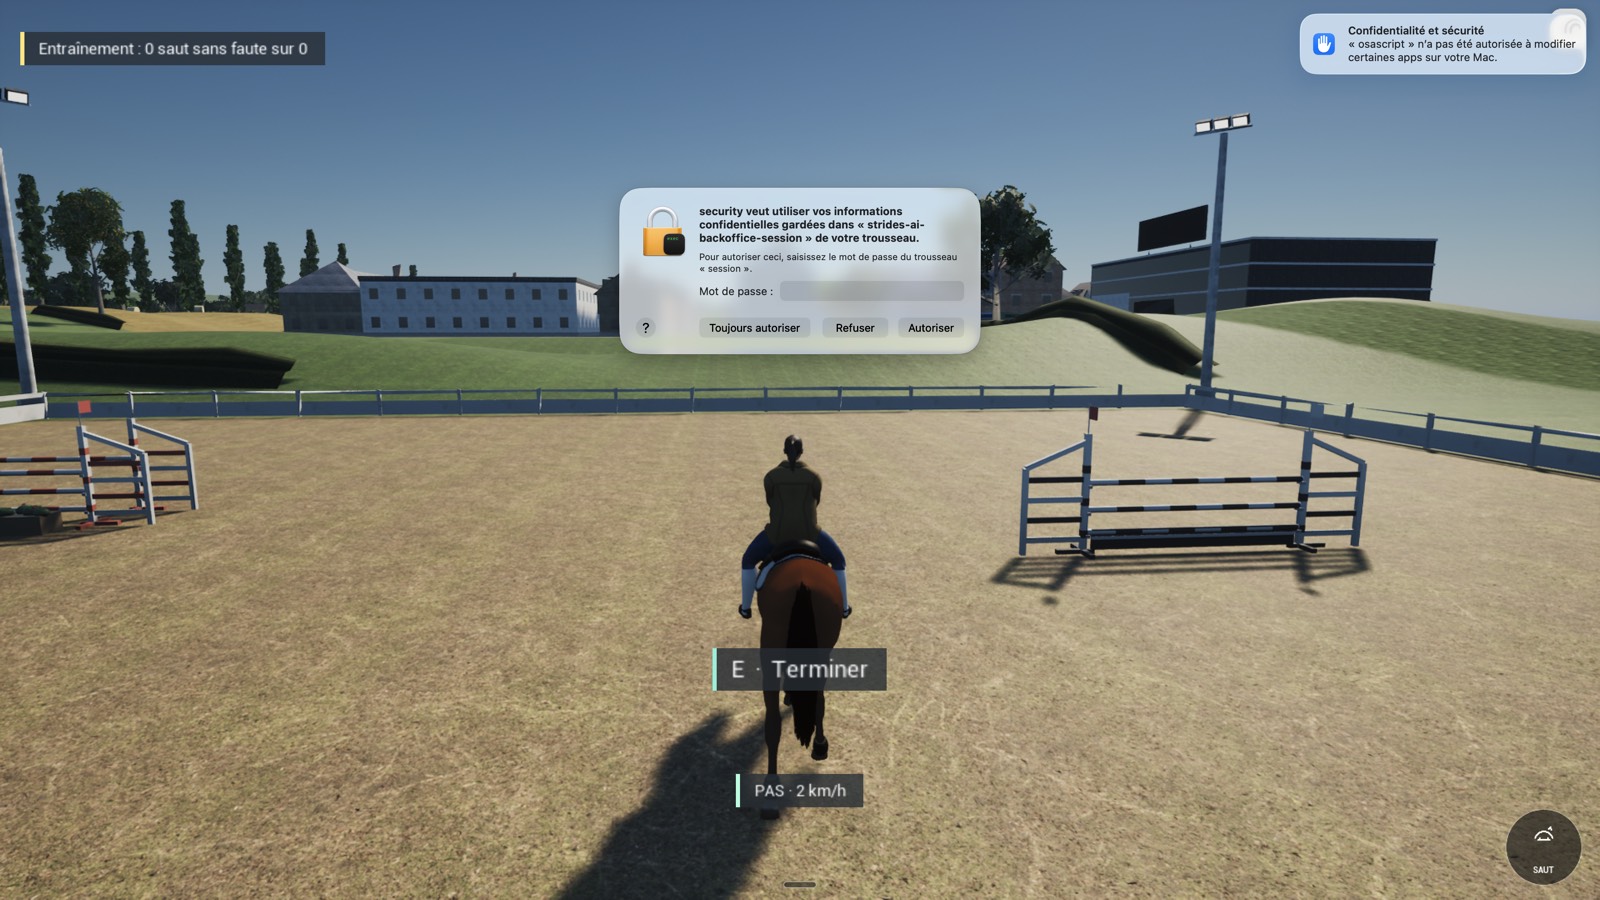 Entraînement : 0 saut sans faute sur 0
Confidentialité et sécurité
« osascript » n’a pas été autorisée à modifier
certaines apps sur votre Mac.
security veut utiliser vos informations
confidentielles gardées dans « strides-ai-
backoffice-session » de votre trousseau.
Pour autoriser ceci, saisissez le mot de passe du trousseau
« session ».
Mot de passe :
?
Toujours autoriser
Refuser
Autoriser
E · Terminer
PAS · 2 km/h
SAUT